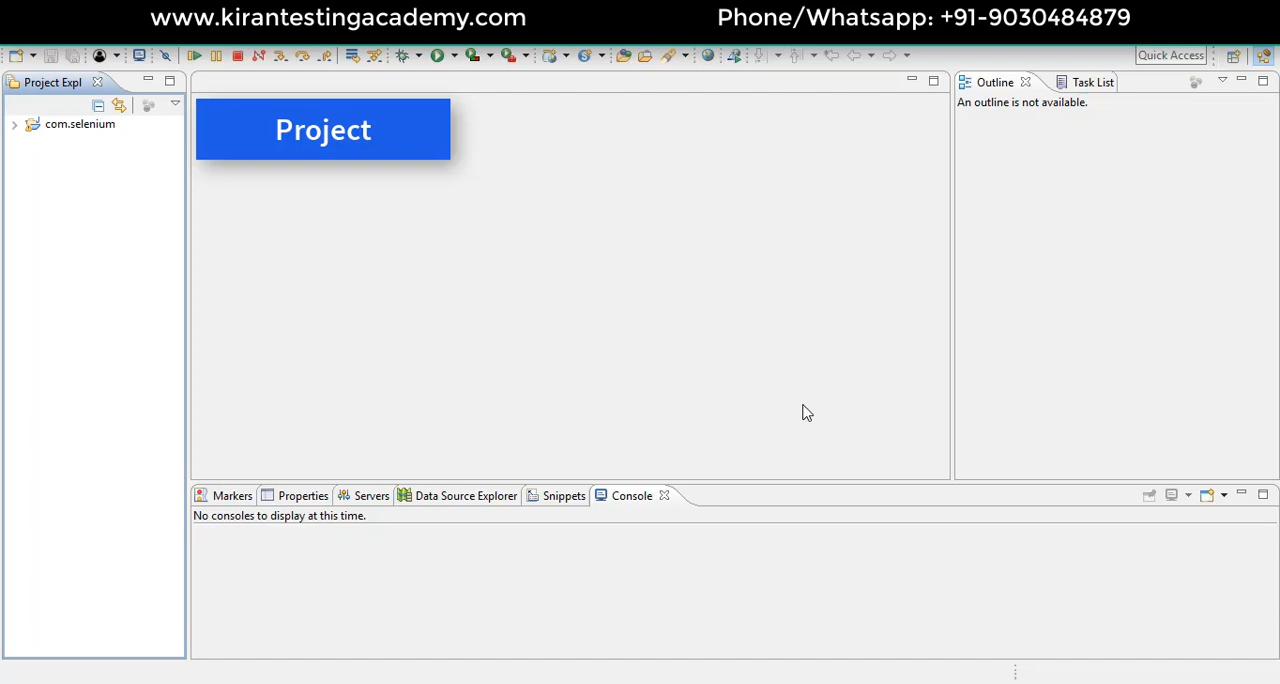 www.kirantestingacademy.com
Phone/Whatsapp: +91-9030484879
Quick Access
Project Expl
Outline
Task List
com.selenium
Project
An outline is not available.
Markers
Properties
Servers
Data Source Explorer
Snippets
Console
No consoles to display at this time.